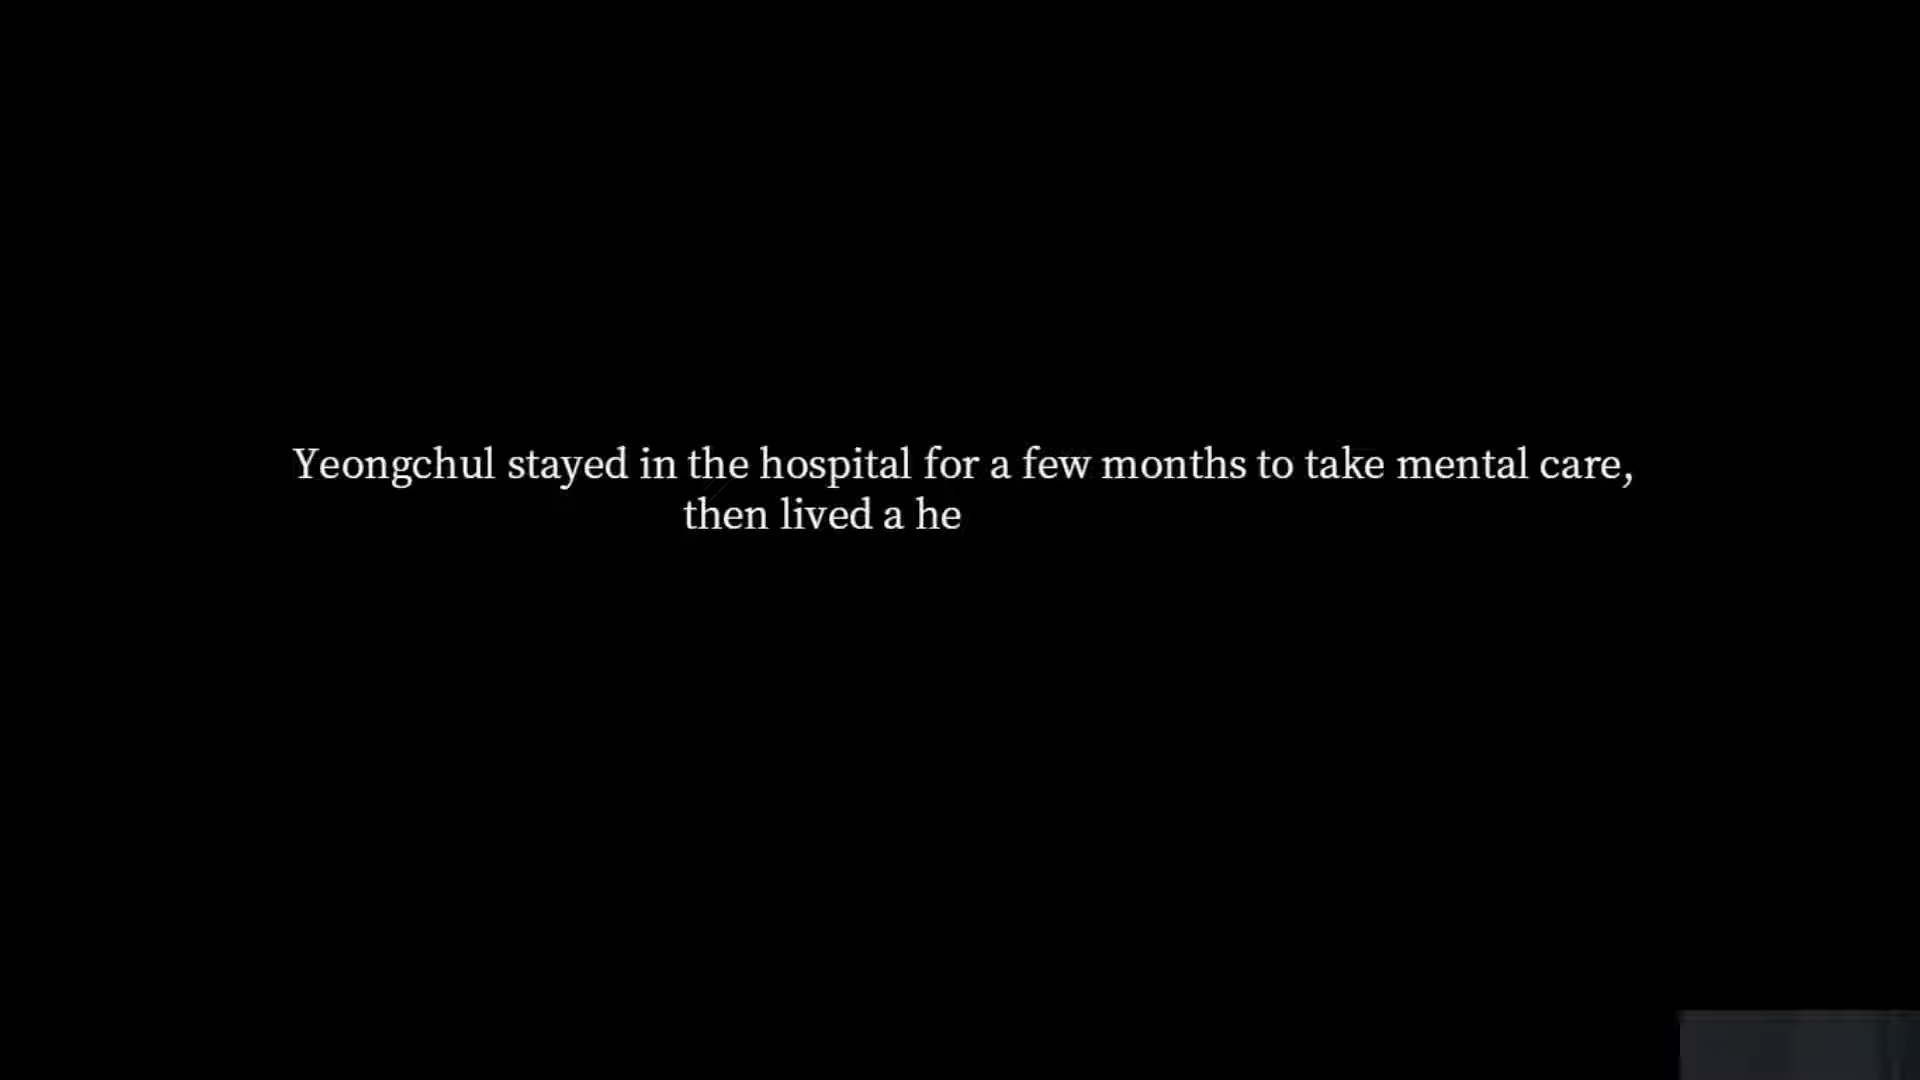 Yeongchul stayed in the hospital for a few months to take mental care,
then lived a he